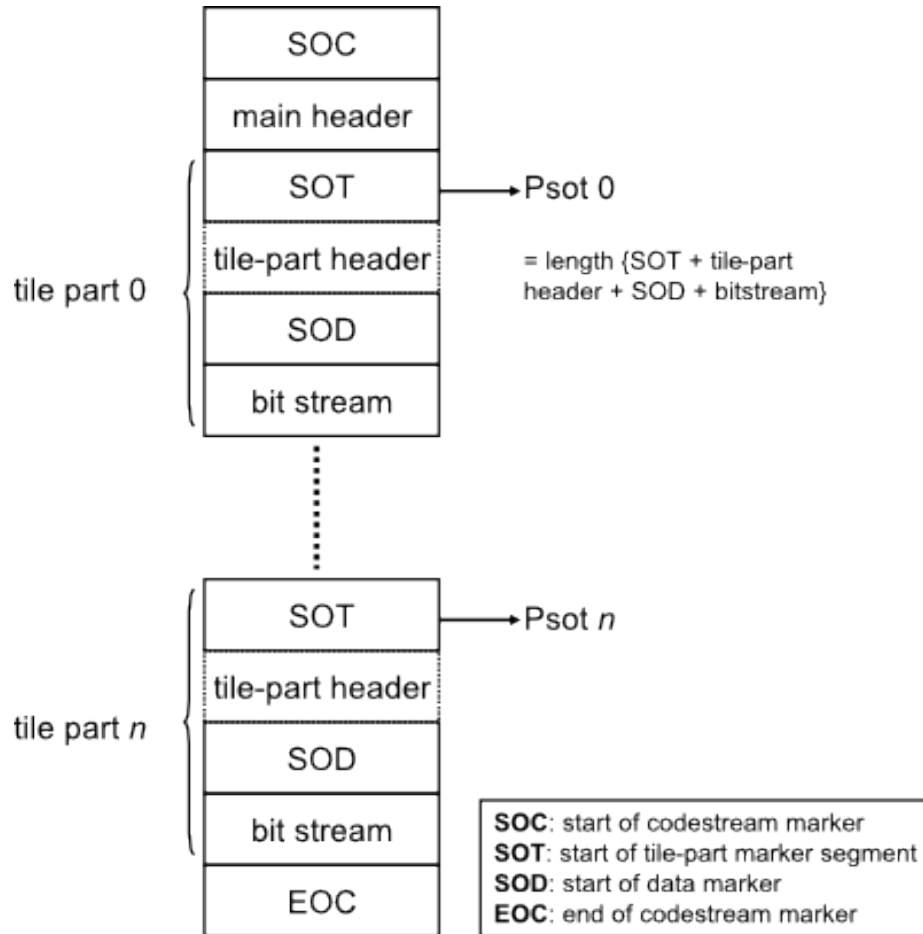 SOC
main header
SOT
Psot 0
tile-part header
= length {SOT + tile-part
header + SOD + bitstream}
tile part 0
SOD
bit stream
SOT
Psot n
tile-part header
tile part n
SOD
bit stream
EOC
SOC: start of codestream marker
SOT: start of tile-part marker segment
SOD: start of data marker
EOC: end of codestream marker